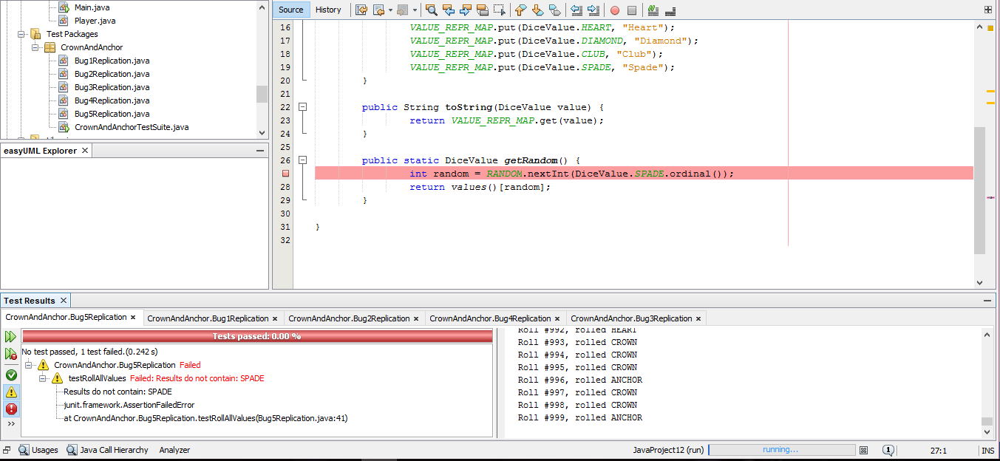 Main.java
Player.java
Test Packages
CrownAndAnchor
Bug1Replication.java
Bug2Replication.java
Bug3Replication.java
Bug4Replication.java
Bug5Replication.java
CrownAndAnchorTestSuite.java
easyUML Explorer
Source History
16 VALUE_REPR_MAP.put(DiceValue.HEART, "Heart");
17 VALUE_REPR_MAP.put(DiceValue.DIAMOND, "Diamond");
18 VALUE_REPR_MAP.put(DiceValue.CLUB, "Club");
19 VALUE_REPR_MAP.put(DiceValue.SPADE, "Spade");
20 }
21
22 public String toString(DiceValue value) {
23 return VALUE_REPR_MAP.get(value);
24 }
25
26 public static DiceValue getRandom() {
int random = RANDOM.nextInt(DiceValue.SPADE.ordinal());
28 return values()[random];
29 }
30
31 }
32
Test Results
CrownAndAnchor.Bug5Replication CrownAndAnchor.Bug1Replication CrownAndAnchor.Bug2Replication CrownAndAnchor.Bug4Replication CrownAndAnchor.Bug3Replication
Tests passed: 0.00 %
No test passed, 1 test failed.(0.242 s)
CrownAndAnchor.Bug5Replication Failed
testRollAllValues Failed: Results do not contain: SPADE
Results do not contain: SPADE
junit.framework.AssertionFailedError
at CrownAndAnchor.Bug5Replication.testRollAllValues(Bug5Replication.java:41)
>>
Roll #992, rolled HEART
Roll #993, rolled CROWN
Roll #994, rolled CROWN
Roll #995, rolled CROWN
Roll #996, rolled ANCHOR
Roll #997, rolled CROWN
Roll #998, rolled CROWN
Roll #999, rolled ANCHOR
Usages Java Call Hierarchy Analyzer JavaProject12 (run) running... 1 27:1 INS